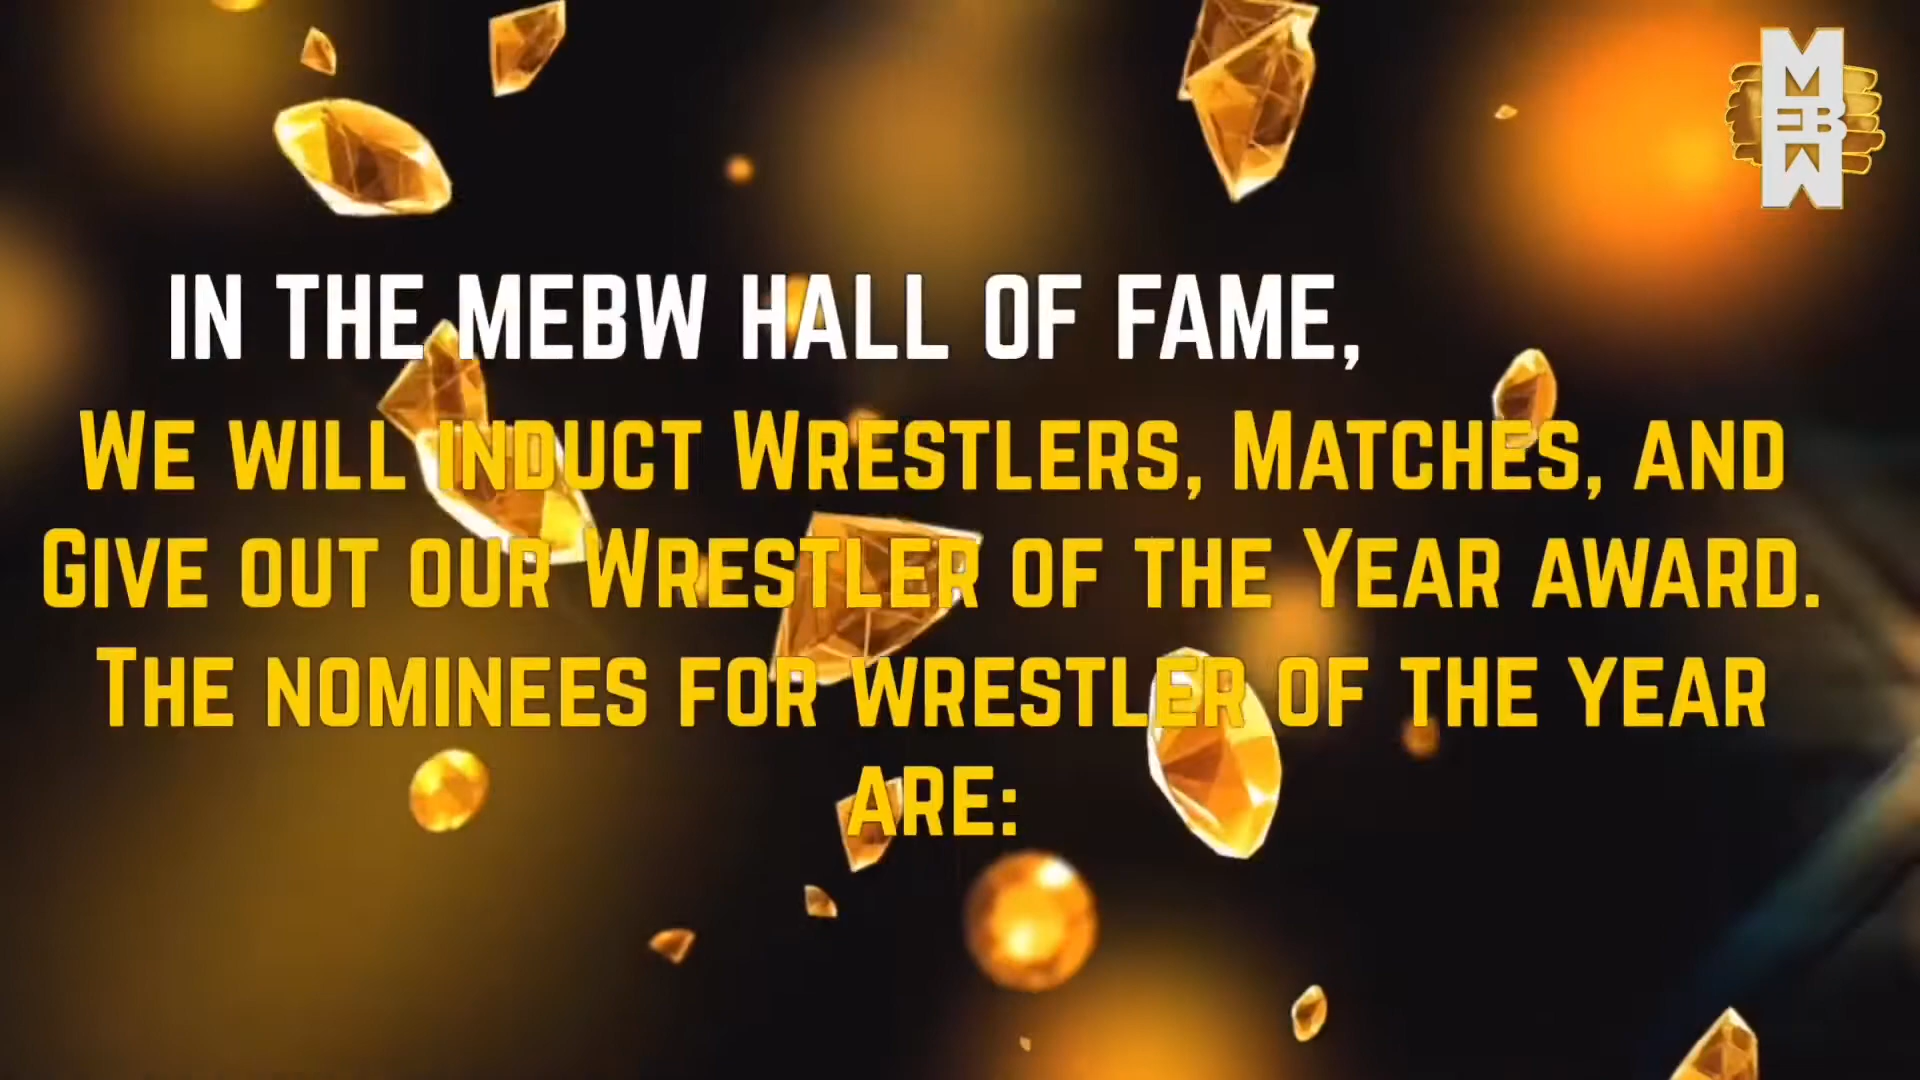 M
EB
W
IN THE MEBW HALL OF FAME,
WE WILL INDUCT WRESTLERS, MATCHES, AND
GIVE OUT OUR WRESTLER OF THE YEAR AWARD.
THE NOMINEES FOR WRESTLER OF THE YEAR
ARE: